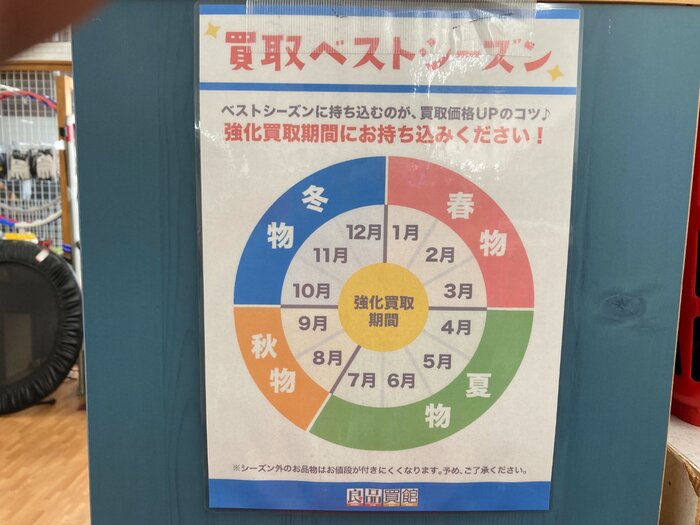 買取ベストシーズン
ベストシーズンに持ち込むのが、買取価格UPのコツ♪
強化買取期間にお持ち込みください！
冬物
春物
12月
1月
11月
2月
10月
3月
強化買取
期間
9月
4月
8月
5月
7月
6月
秋物
夏物
※シーズン外のお品物はお値段が付きにくくなります。予め、ご了承ください。
良品買館